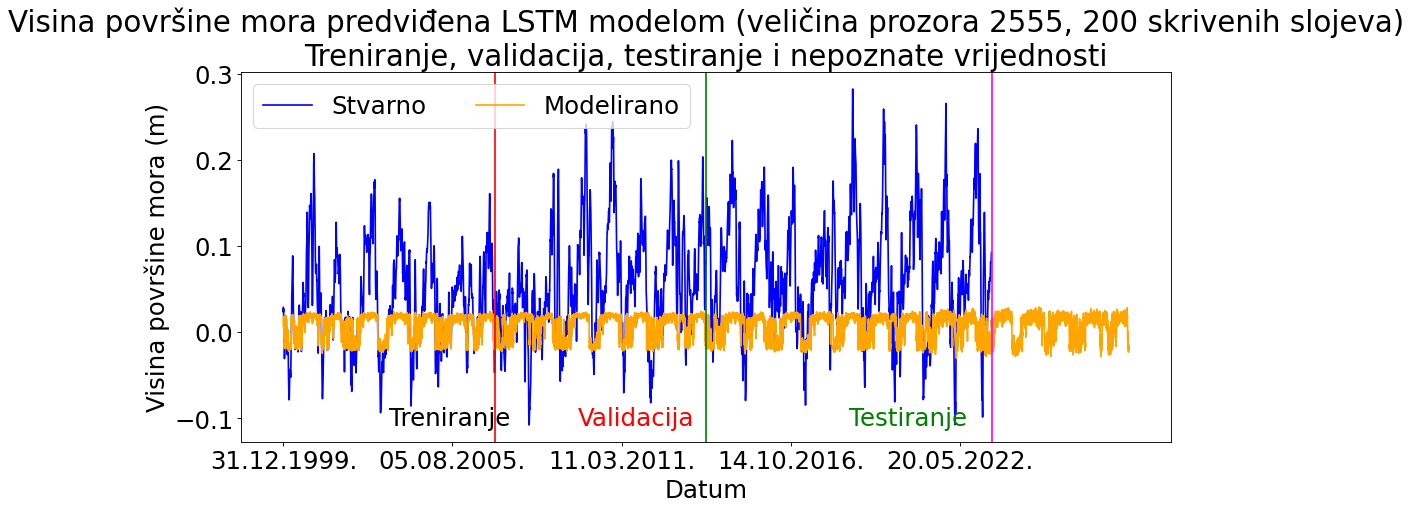 Visina površine mora predviđena LSTM modelom (veličina prozora 2555, 200 skrivenih slojeva)
Treniranje, validacija, testiranje i nepoznate vrijednosti
Stvarno Modelirano
Visina površine mora (m)
0.3
0.2
0.1
0.0
−0.1
Treniranje Validacija Testiranje
31.12.1999. 05.08.2005. 11.03.2011. 14.10.2016. 20.05.2022.
Datum